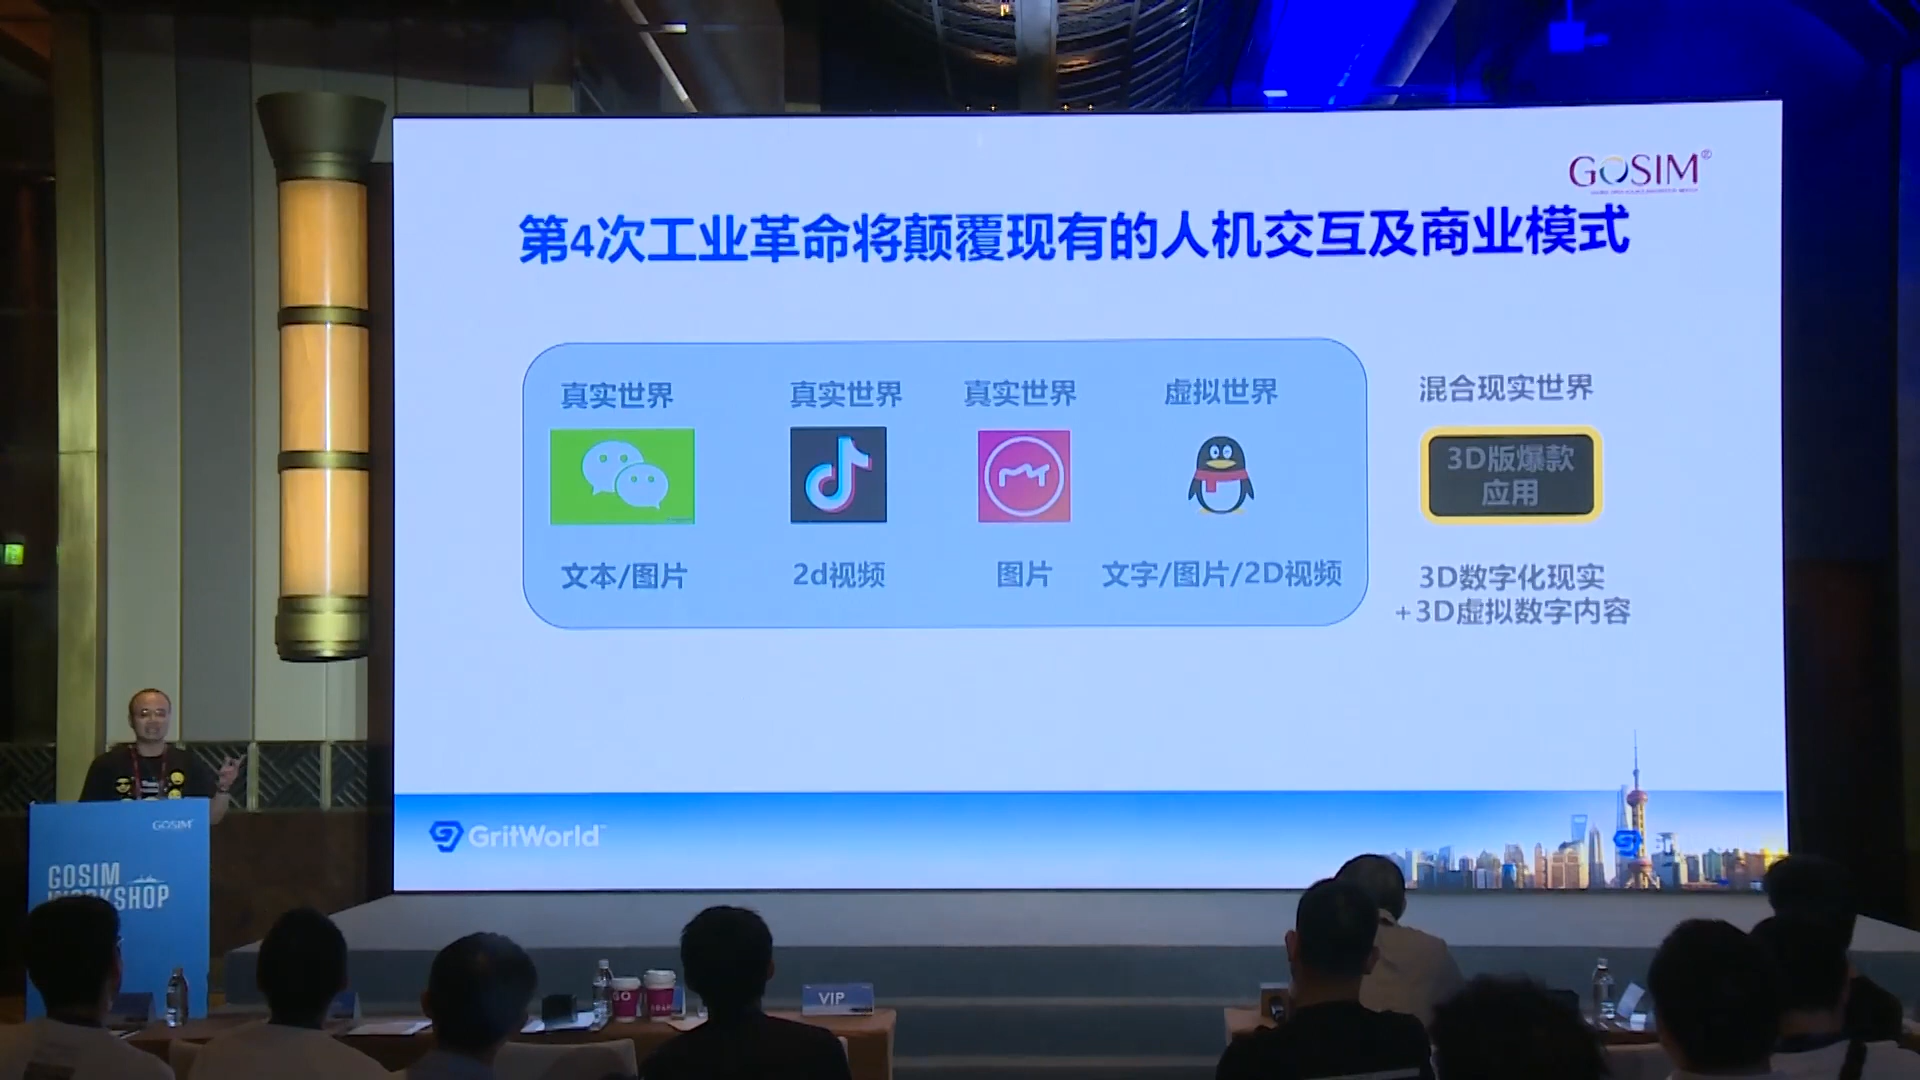 GOSIM
第4次工业革命将颠覆现有的人机交互及商业模式
真实世界
真实世界
真实世界
虚拟世界
混合现实世界
3D版爆款
应用
文本/图片
2d视频
图片
文字/图片/2D视频
3D数字化现实
+3D虚拟数字内容
GritWorld
GOSIM
GOSIM
WORKSHOP
VIP
GO